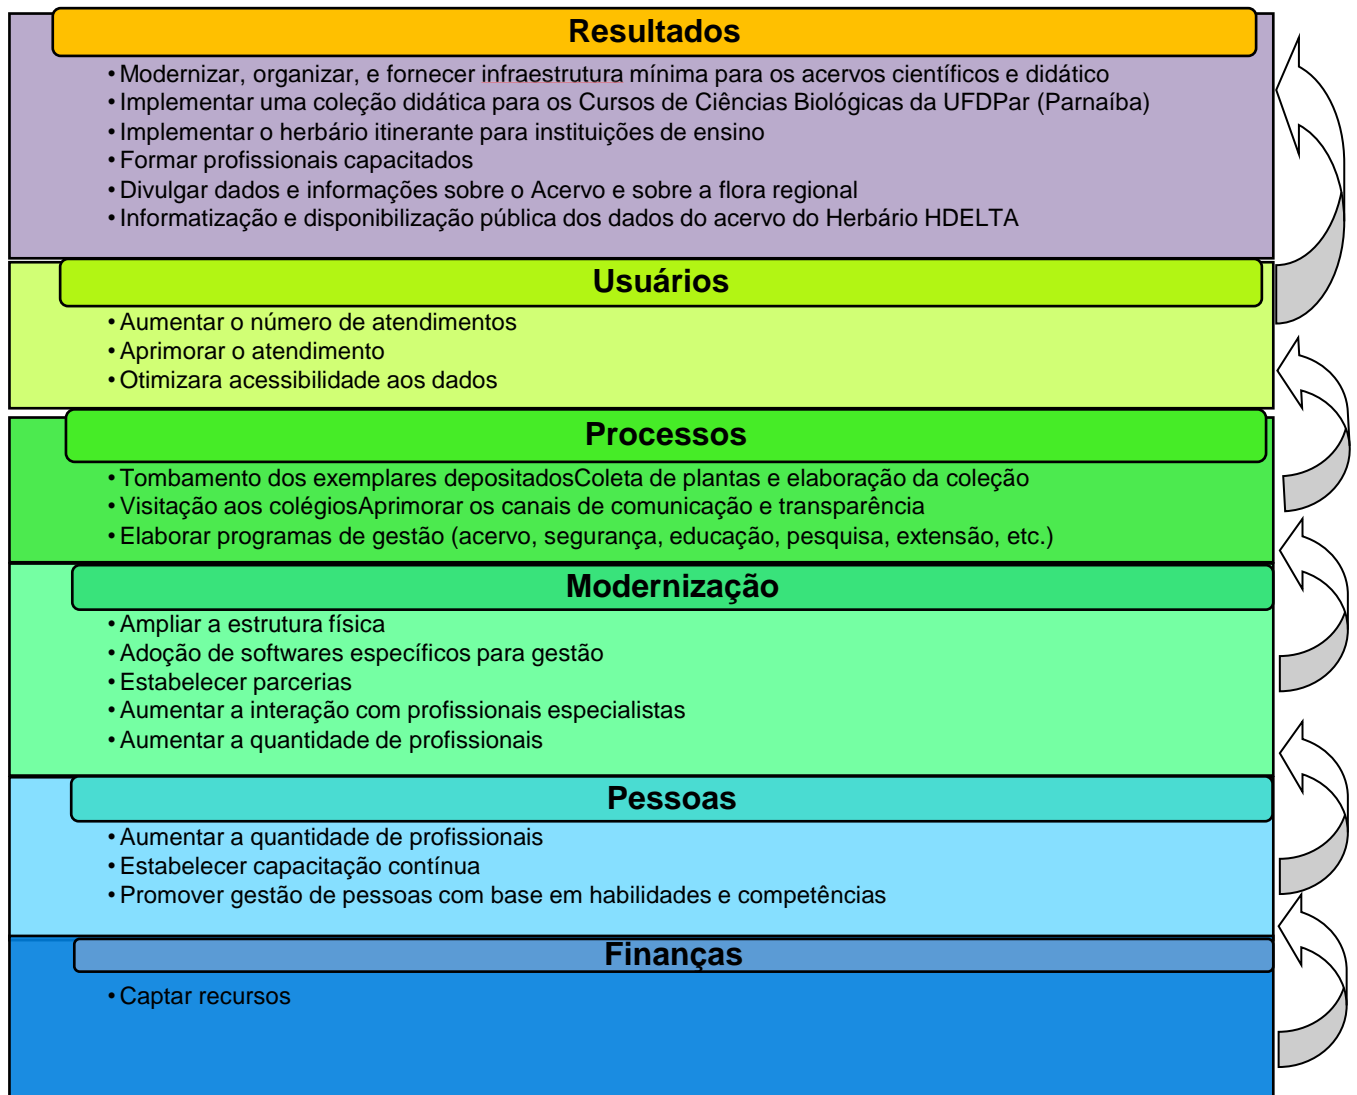 Resultados
• Modernizar, organizar, e fornecer infraestrutura mínima para os acervos científicos e didático
• Implementar uma coleção didática para os Cursos de Ciências Biológicas da UFDPar (Parnaíba)
• Implementar o herbário itinerante para instituições de ensino
• Formar profissionais capacitados
• Divulgar dados e informações sobre o Acervo e sobre a flora regional
• Informatização e disponibilização pública dos dados do acervo do Herbário HDELTA
Usuários
• Aumentar o número de atendimentos
• Aprimorar o atendimento
• Otimizara acessibilidade aos dados
Processos
• Tombamento dos exemplares depositadosColeta de plantas e elaboração da coleção
• Visitação aos colégiosAprimorar os canais de comunicação e transparência
• Elaborar programas de gestão (acervo, segurança, educação, pesquisa, extensão, etc.)
Modernização
• Ampliar a estrutura física
• Adoção de softwares específicos para gestão
• Estabelecer parcerias
• Aumentar a interação com profissionais especialistas
• Aumentar a quantidade de profissionais
Pessoas
• Aumentar a quantidade de profissionais
• Estabelecer capacitação contínua
• Promover gestão de pessoas com base em habilidades e competências
Finanças
• Captar recursos